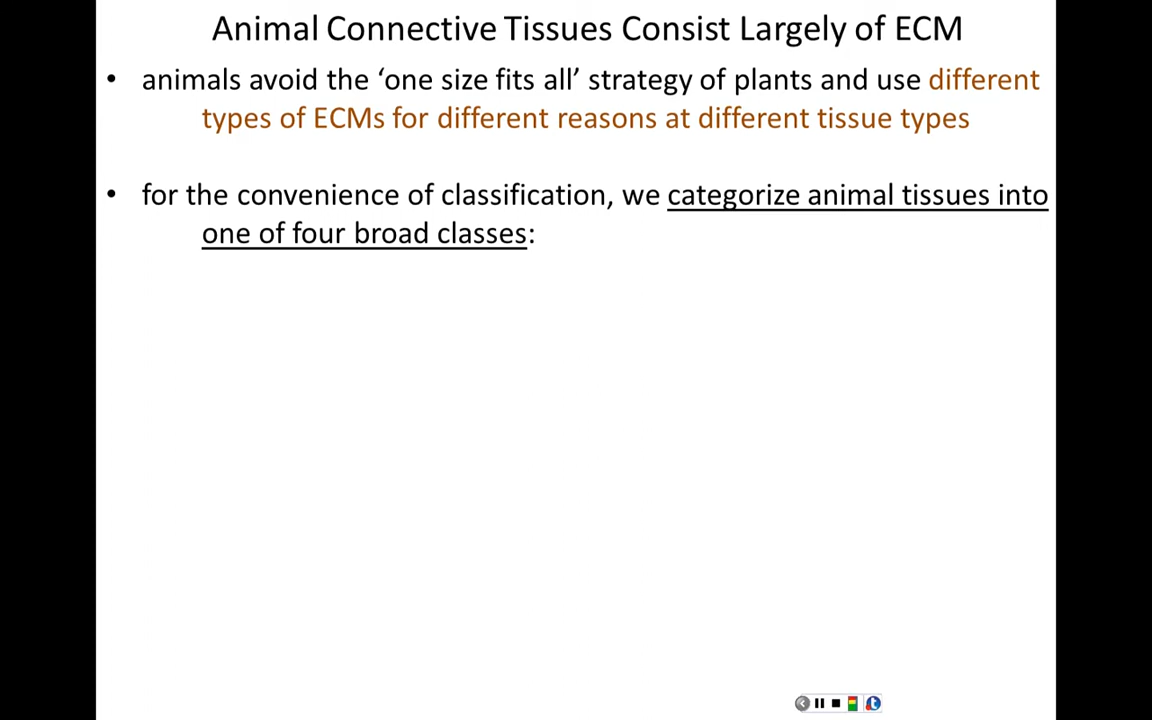 Animal Connective Tissues Consist Largely of ECM
• animals avoid the ‘one size fits all’ strategy of plants and use different
types of ECMs for different reasons at different tissue types
• for the convenience of classification, we categorize animal tissues into
one of four broad classes: